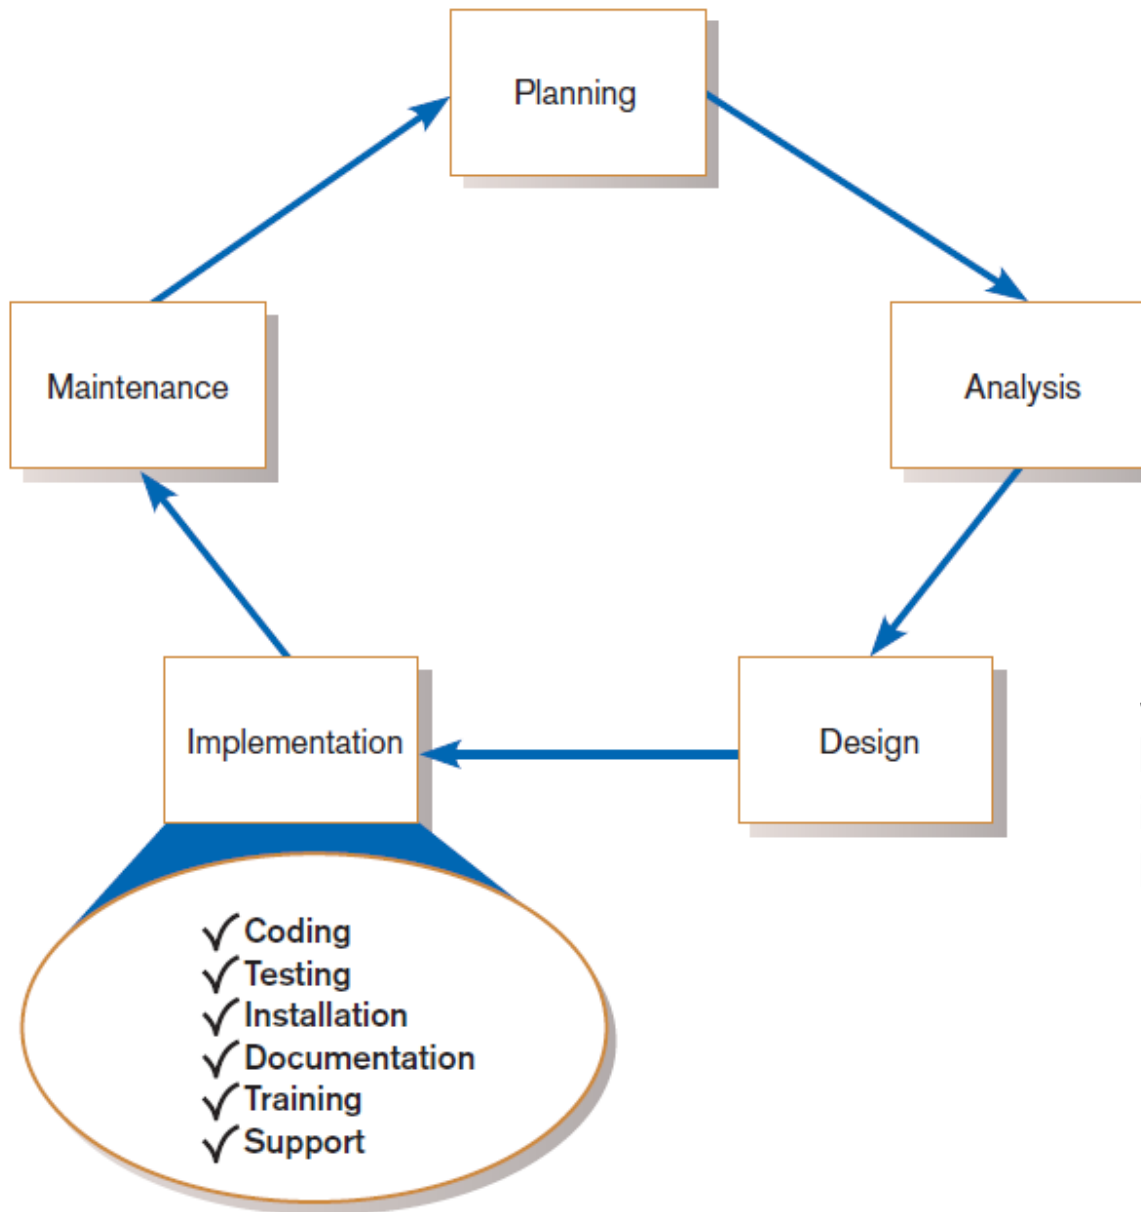 Planning
Maintenance
Analysis
Implementation
Design
✓ Coding
✓ Testing
✓ Installation
✓ Documentation
✓ Training
✓ Support